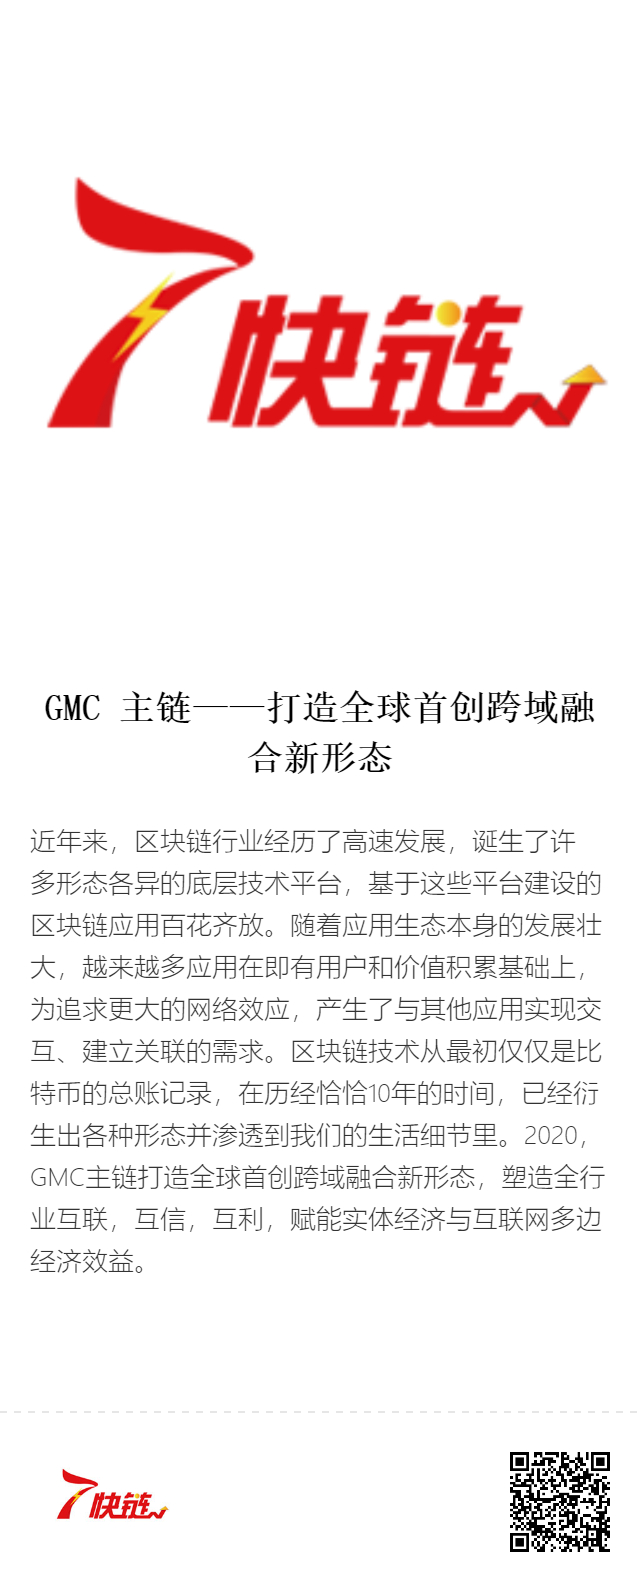 7快链
GMC 主链——打造全球首创跨域融
合新形态
近年来，区块链行业经历了高速发展，诞生了许
多形态各异的底层技术平台，基于这些平台建设的
区块链应用百花齐放。随着应用生态本身的发展壮
大，越来越多应用在即有用户和价值积累基础上，
为追求更大的网络效应，产生了与其他应用实现交
互、建立关联的需求。区块链技术从最初仅仅是比
特币的总账记录，在历经恰恰10年的时间，已经衍
生出各种形态并渗透到我们的生活细节里。2020，
GMC主链打造全球首创跨域融合新形态，塑造全行
业互联，互信，互利，赋能实体经济与互联网多边
经济效益。
7快链